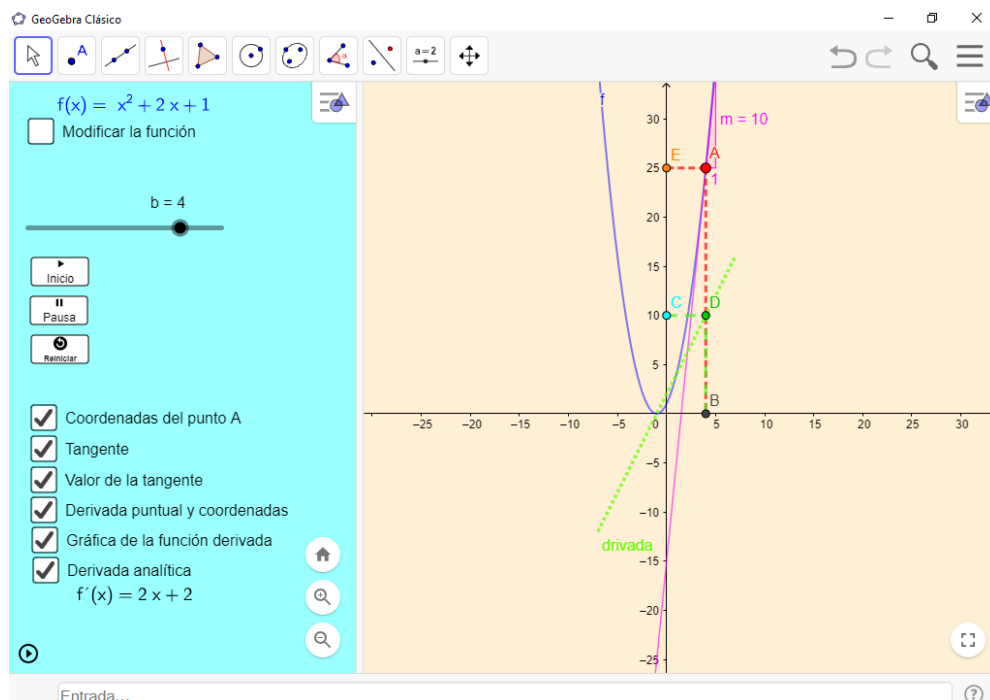 GeoGebra Clásico
A
a=2
f(x) = x² + 2 x + 1
Modificar la función
b = 4
Inicio
Pausa
Reiniciar
Coordenadas del punto A
Tangente
Valor de la tangente
Derivada puntual y coordenadas
Gráfica de la función derivada
Derivada analítica
f´(x) = 2 x + 2
f
30
m = 10
E
A
25
1
20
15
C
D
10
5
B
−25
−20
−15
−10
−5
0
5
10
15
20
25
30
−5
−10
drivada
−15
−20
−25
Entrada...